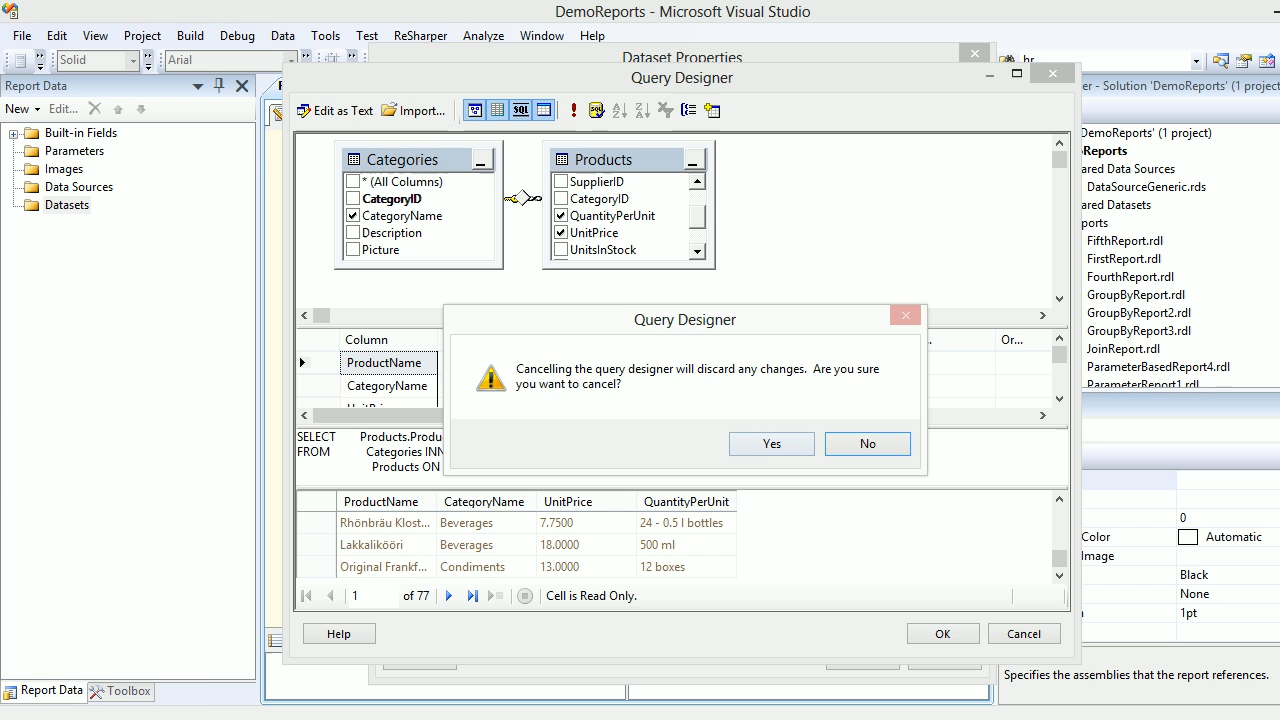 DemoReports - Microsoft Visual Studio
File Edit View Project Build Debug Data Tools Test ReSharper Analyze Window Help
Solid Arial
Dataset Properties
Query Designer
Report Data
New Edit...
Built-in Fields
Parameters
Images
Data Sources
Datasets
Report Data Toolbox
Edit as Text Import... SQL
Categories
* (All Columns)
CategoryID
CategoryName
Description
Picture
Products
SupplierID
CategoryID
QuantityPerUnit
UnitPrice
UnitsInStock
Column Or...
ProductName
CategoryName
SELECT Products.Produ
FROM Categories INN
Products ON
Query Designer
Cancelling the query designer will discard any changes. Are you sure
you want to cancel?
Yes No
ProductName CategoryName UnitPrice QuantityPerUnit
Rhönbräu Klost... Beverages 7.7500 24 - 0.5 l bottles
Lakkalikööri Beverages 18.0000 500 ml
Original Frankf... Condiments 13.0000 12 boxes
1 of 77 Cell is Read Only.
Help OK Cancel
er - Solution 'DemoReports' (1 project)
DemoReports' (1 project)
Reports
ared Data Sources
DataSourceGeneric.rds
ared Datasets
ports
FifthReport.rdl
FirstReport.rdl
FourthReport.rdl
GroupByReport.rdl
GroupByReport2.rdl
GroupByReport3.rdl
JoinReport.rdl
ParameterBasedReport4.rdl
ParameterReport1.rdl
0
Color Automatic
Image
Black
None
1pt
Specifies the assemblies that the report references.